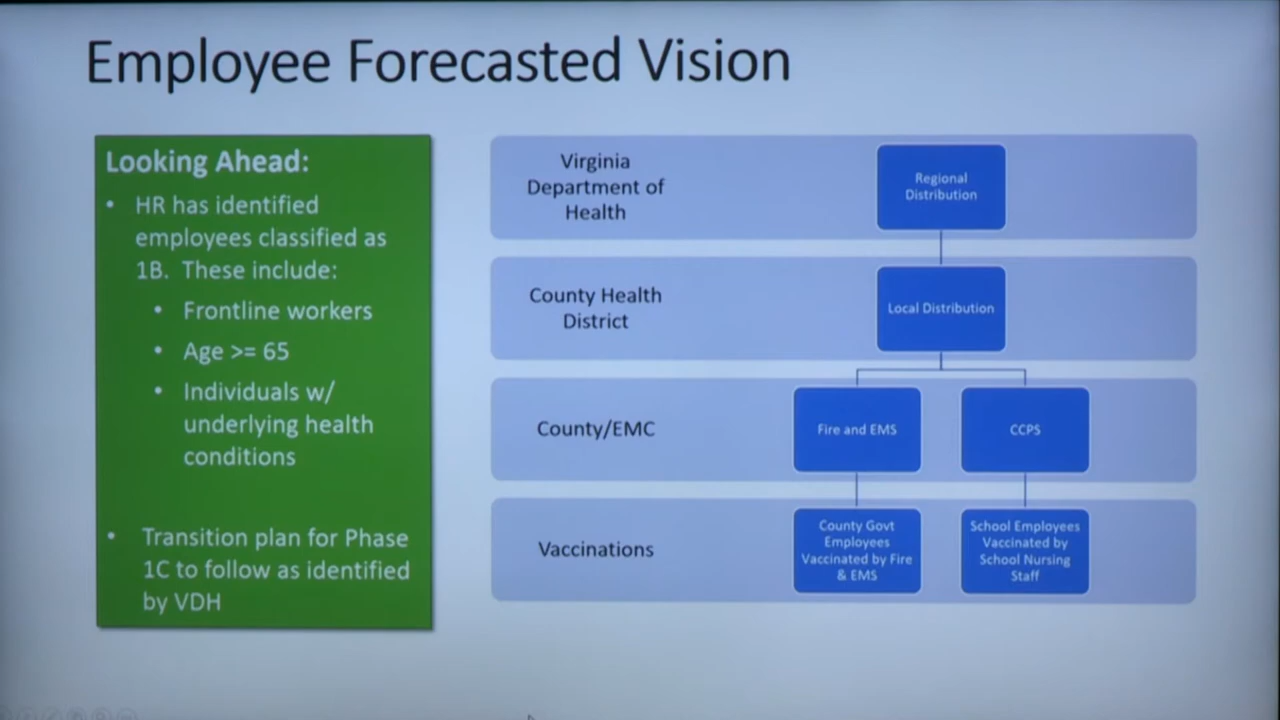 Employee Forecasted Vision
Looking Ahead:
• HR has identified
employees classified as
1B. These include:
• Frontline workers
• Age >= 65
• Individuals w/
underlying health
conditions
• Transition plan for Phase
1C to follow as identified
by VDH
Virginia
Department of
Health
Regional
Distribution
County Health
District
Local Distribution
County/EMC
Fire and EMS
CCPS
Vaccinations
County Govt
Employees
Vaccinated by Fire
& EMS
School Employees
Vaccinated by
School Nursing
Staff